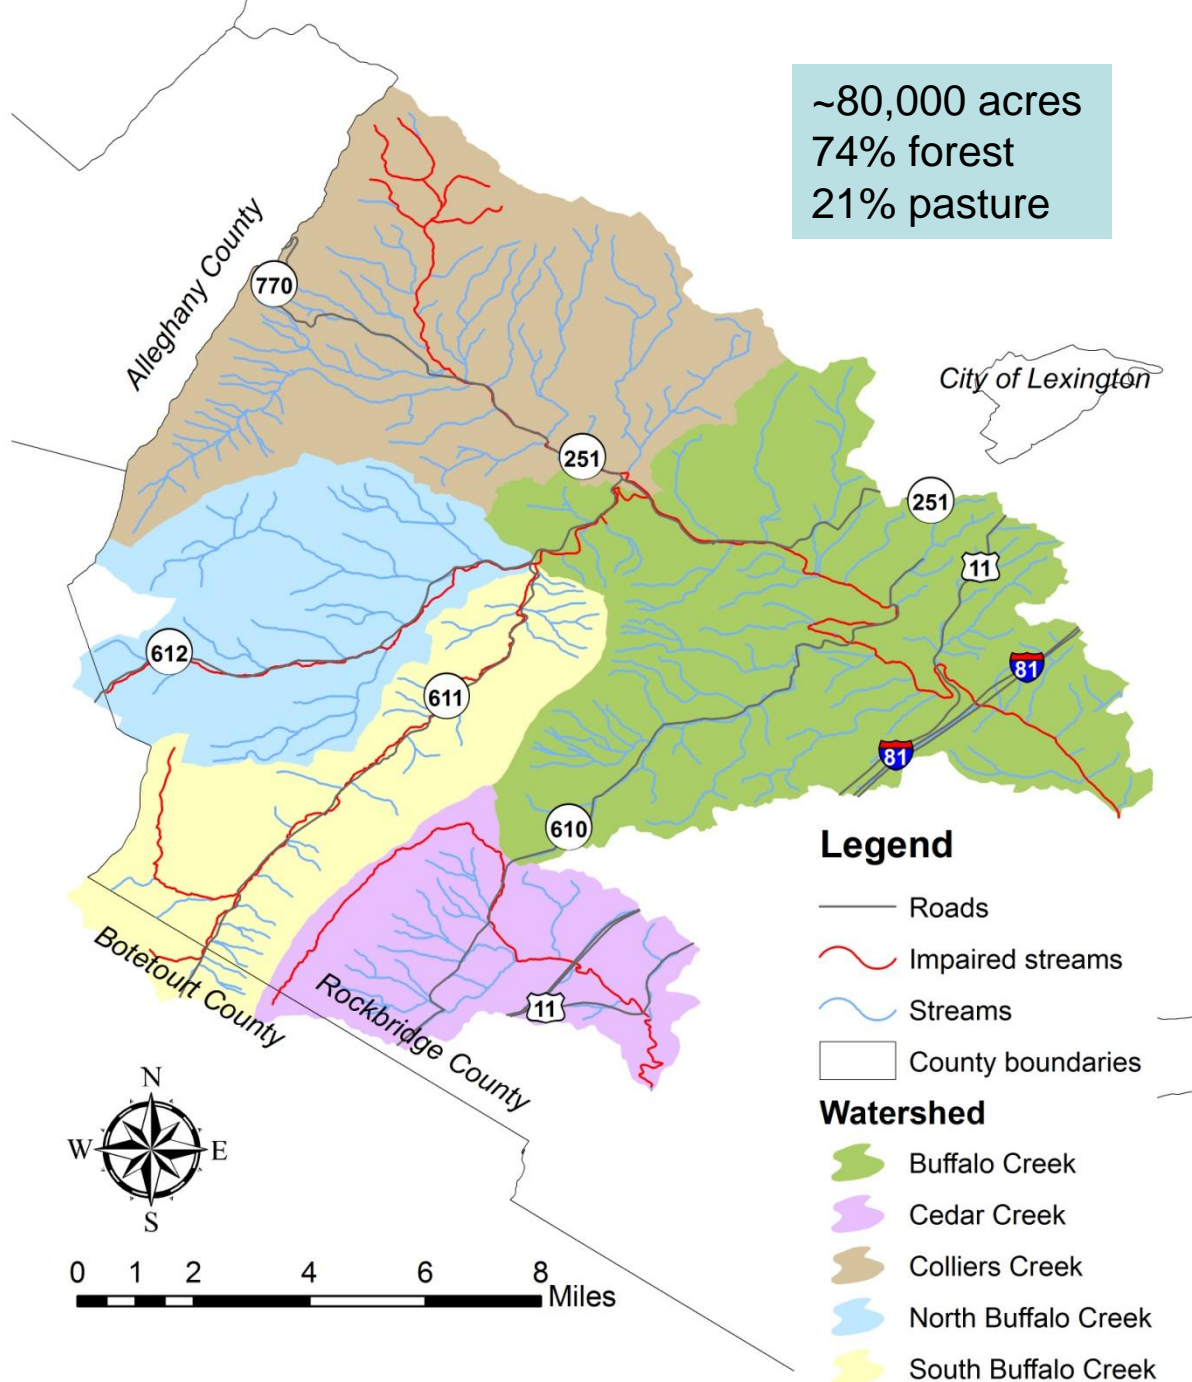 ~80,000 acres
74% forest
21% pasture
Alleghany County
770
City of Lexington
251
251
11
612
81
611
81
610
Botetourt County
Rockbridge County
11
Legend
Roads
Impaired streams
Streams
County boundaries
Watershed
Buffalo Creek
Cedar Creek
Colliers Creek
North Buffalo Creek
South Buffalo Creek
N
W E
S
0 1 2 4 6 8
Miles